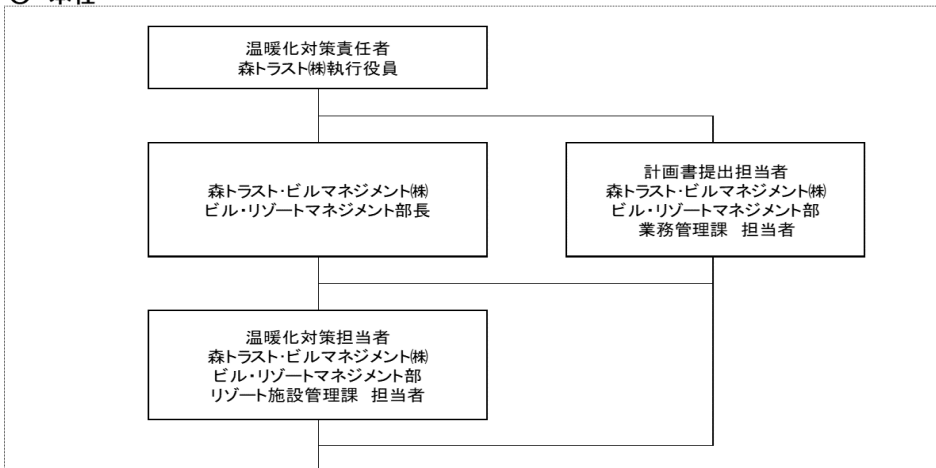 温暖化対策責任者
森トラスト㈱執行役員
森トラスト・ビルマネジメント㈱
ビル・リゾートマネジメント部長
計画書提出担当者
森トラスト・ビルマネジメント㈱
ビル・リゾートマネジメント部
業務管理課　担当者
温暖化対策担当者
森トラスト・ビルマネジメント㈱
ビル・リゾートマネジメント部
リゾート施設管理課　担当者